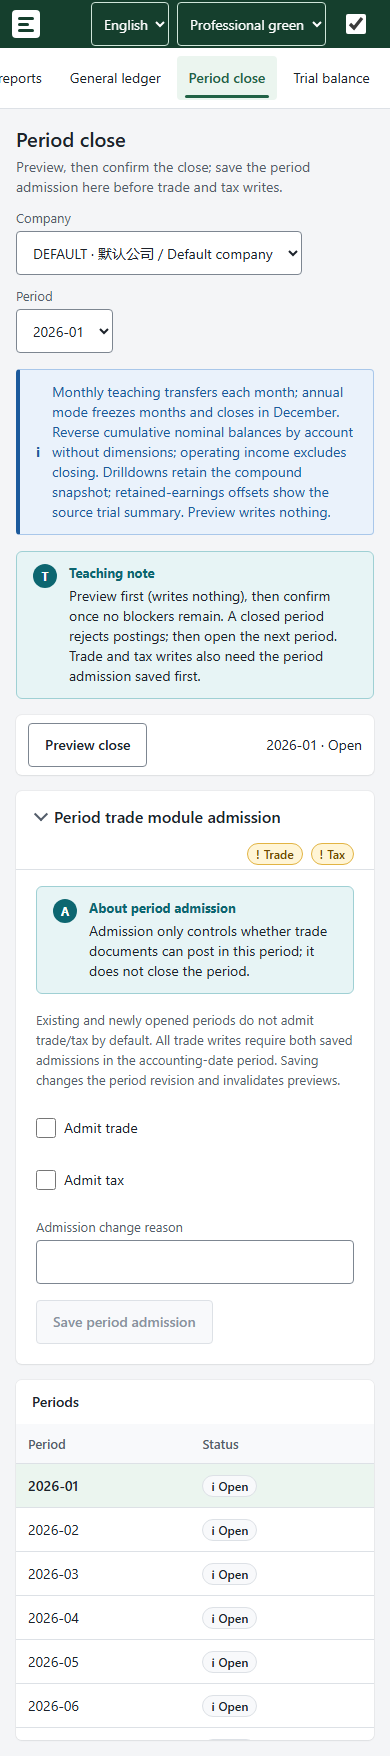 English
Professional green
reports
General ledger
Period close
Trial balance
Period close
Preview, then confirm the close; save the period
admission here before trade and tax writes.
Company
DEFAULT · 默认公司 / Default company
Period
2026-01
i
Monthly teaching transfers each month; annual
mode freezes months and closes in December.
Reverse cumulative nominal balances by account
without dimensions; operating income excludes
closing. Drilldowns retain the compound
snapshot; retained-earnings offsets show the
source trial summary. Preview writes nothing.
T
Teaching note
Preview first (writes nothing), then confirm
once no blockers remain. A closed period
rejects postings; then open the next period.
Trade and tax writes also need the period
admission saved first.
Preview close
2026-01 · Open
Period trade module admission
! Trade
! Tax
A
About period admission
Admission only controls whether trade
documents can post in this period; it
does not close the period.
Existing and newly opened periods do not admit
trade/tax by default. All trade writes require both saved
admissions in the accounting-date period. Saving
changes the period revision and invalidates previews.
Admit trade
Admit tax
Admission change reason
Save period admission
Periods
Period
Status
2026-01
i Open
2026-02
i Open
2026-03
i Open
2026-04
i Open
2026-05
i Open
2026-06
i Open